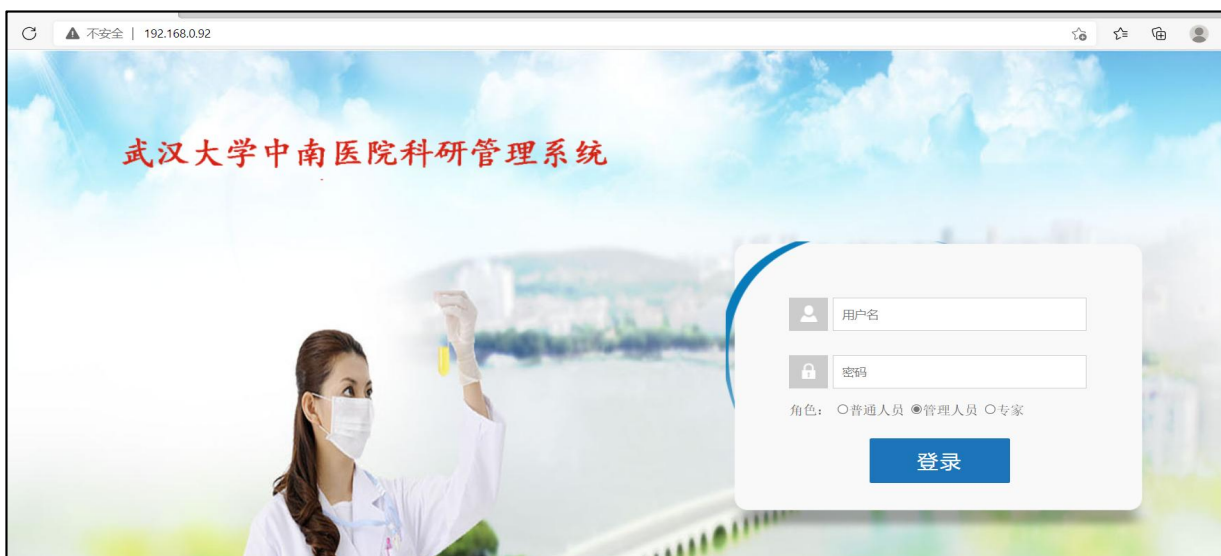 不安全 | 192.168.0.92
武汉大学中南医院科研管理系统
用户名
密码
角色： 普通人员 管理人员 专家
登录